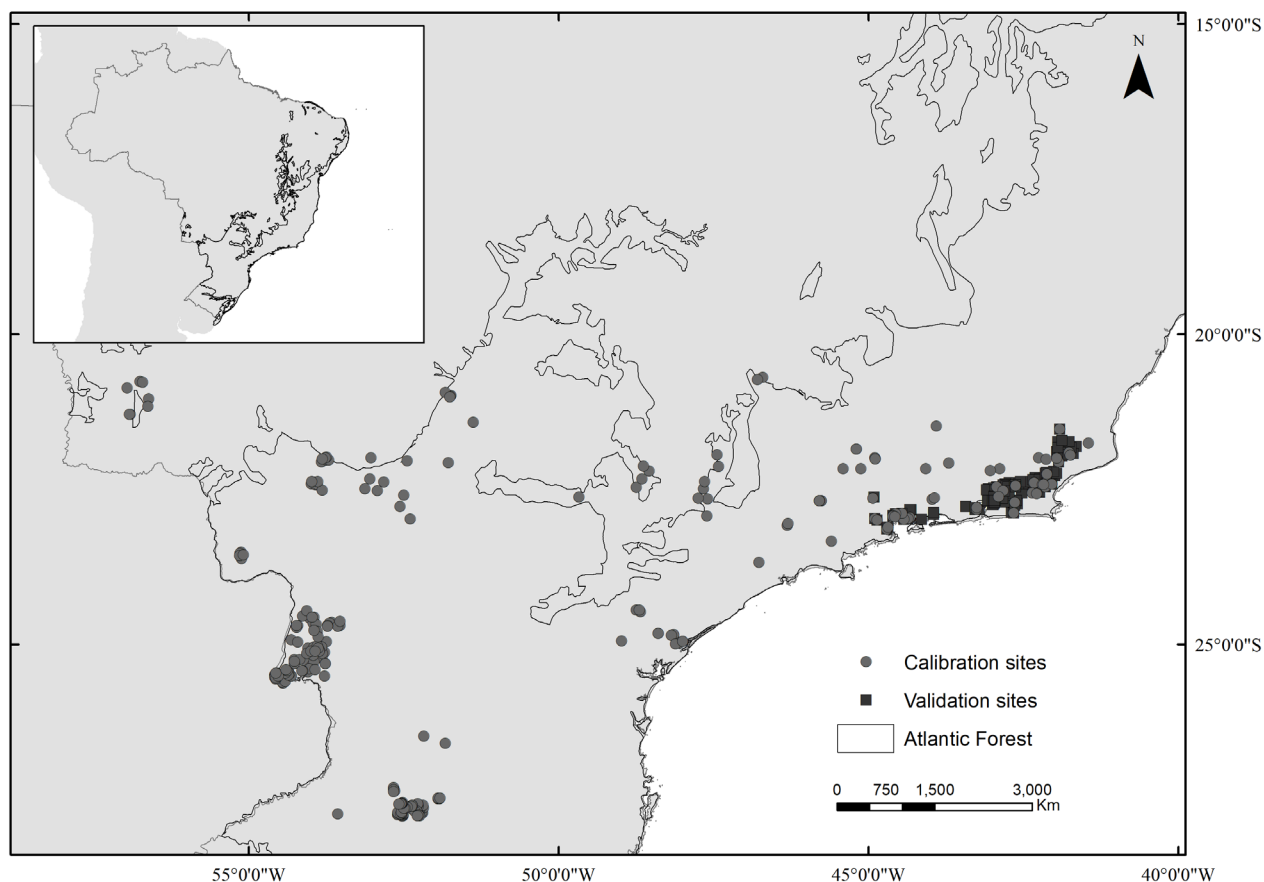 15°0'0"S
N
20°0'0"S
25°0'0"S
Calibration sites
Validation sites
Atlantic Forest
0 750 1,500 3,000
Km
55°0'0"W 50°0'0"W 45°0'0"W 40°0'0"W